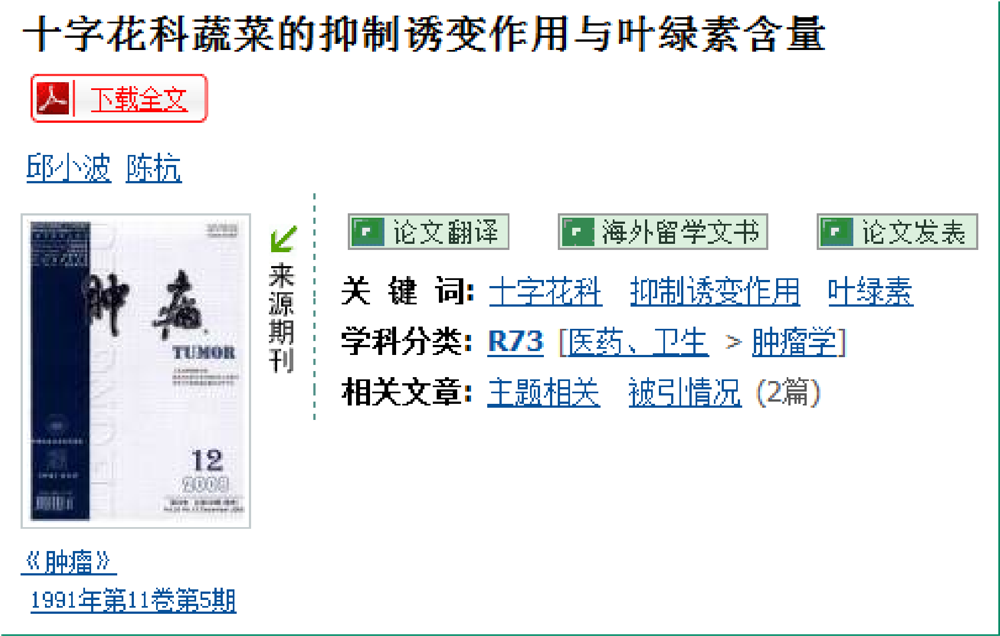 十字花科蔬菜的抑制诱变作用与叶绿素含量
下载全文
邱小波 陈杭
肿瘤
TUMOR
12
2008
来源期刊
论文翻译 海外留学文书 论文发表
关 键 词: 十字花科 抑制诱变作用 叶绿素
学科分类: R73 [医药、卫生 > 肿瘤学]
相关文章: 主题相关 被引情况 (2篇)
《肿瘤》
1991年第11卷第5期